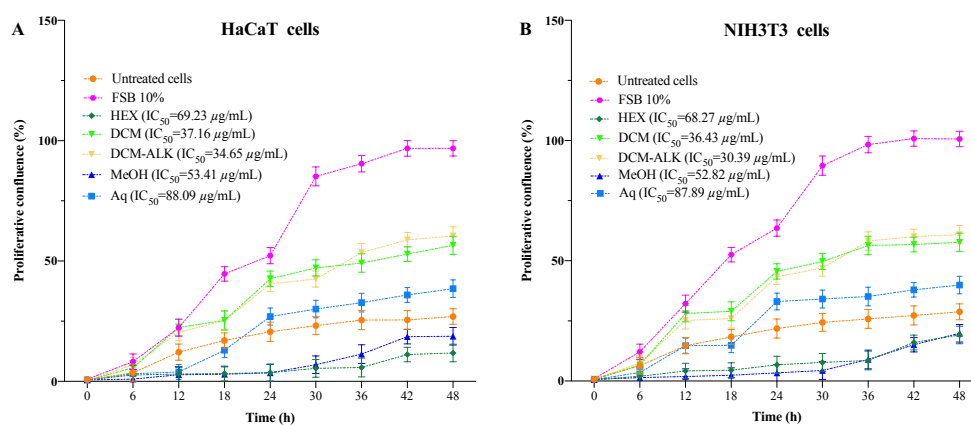 A
HaCaT cells
150
100
50
0
Proliferative confluence (%)
Untreated cells
FSB 10%
HEX (IC50=69.23 µg/mL)
DCM (IC50=37.16 µg/mL)
DCM-ALK (IC50=34.65 µg/mL)
MeOH (IC50=53.41 µg/mL)
Aq (IC50=88.09 µg/mL)
0 6 12 18 24 30 36 42 48
Time (h)
B
NIH3T3 cells
150
100
50
0
Proliferative confluence (%)
Untreated cells
FSB 10%
HEX (IC50=68.27 µg/mL)
DCM (IC50=36.43 µg/mL)
DCM-ALK (IC50=30.39 µg/mL)
MeOH (IC50=52.82 µg/mL)
Aq (IC50=87.89 µg/mL)
0 6 12 18 24 30 36 42 48
Time (h)